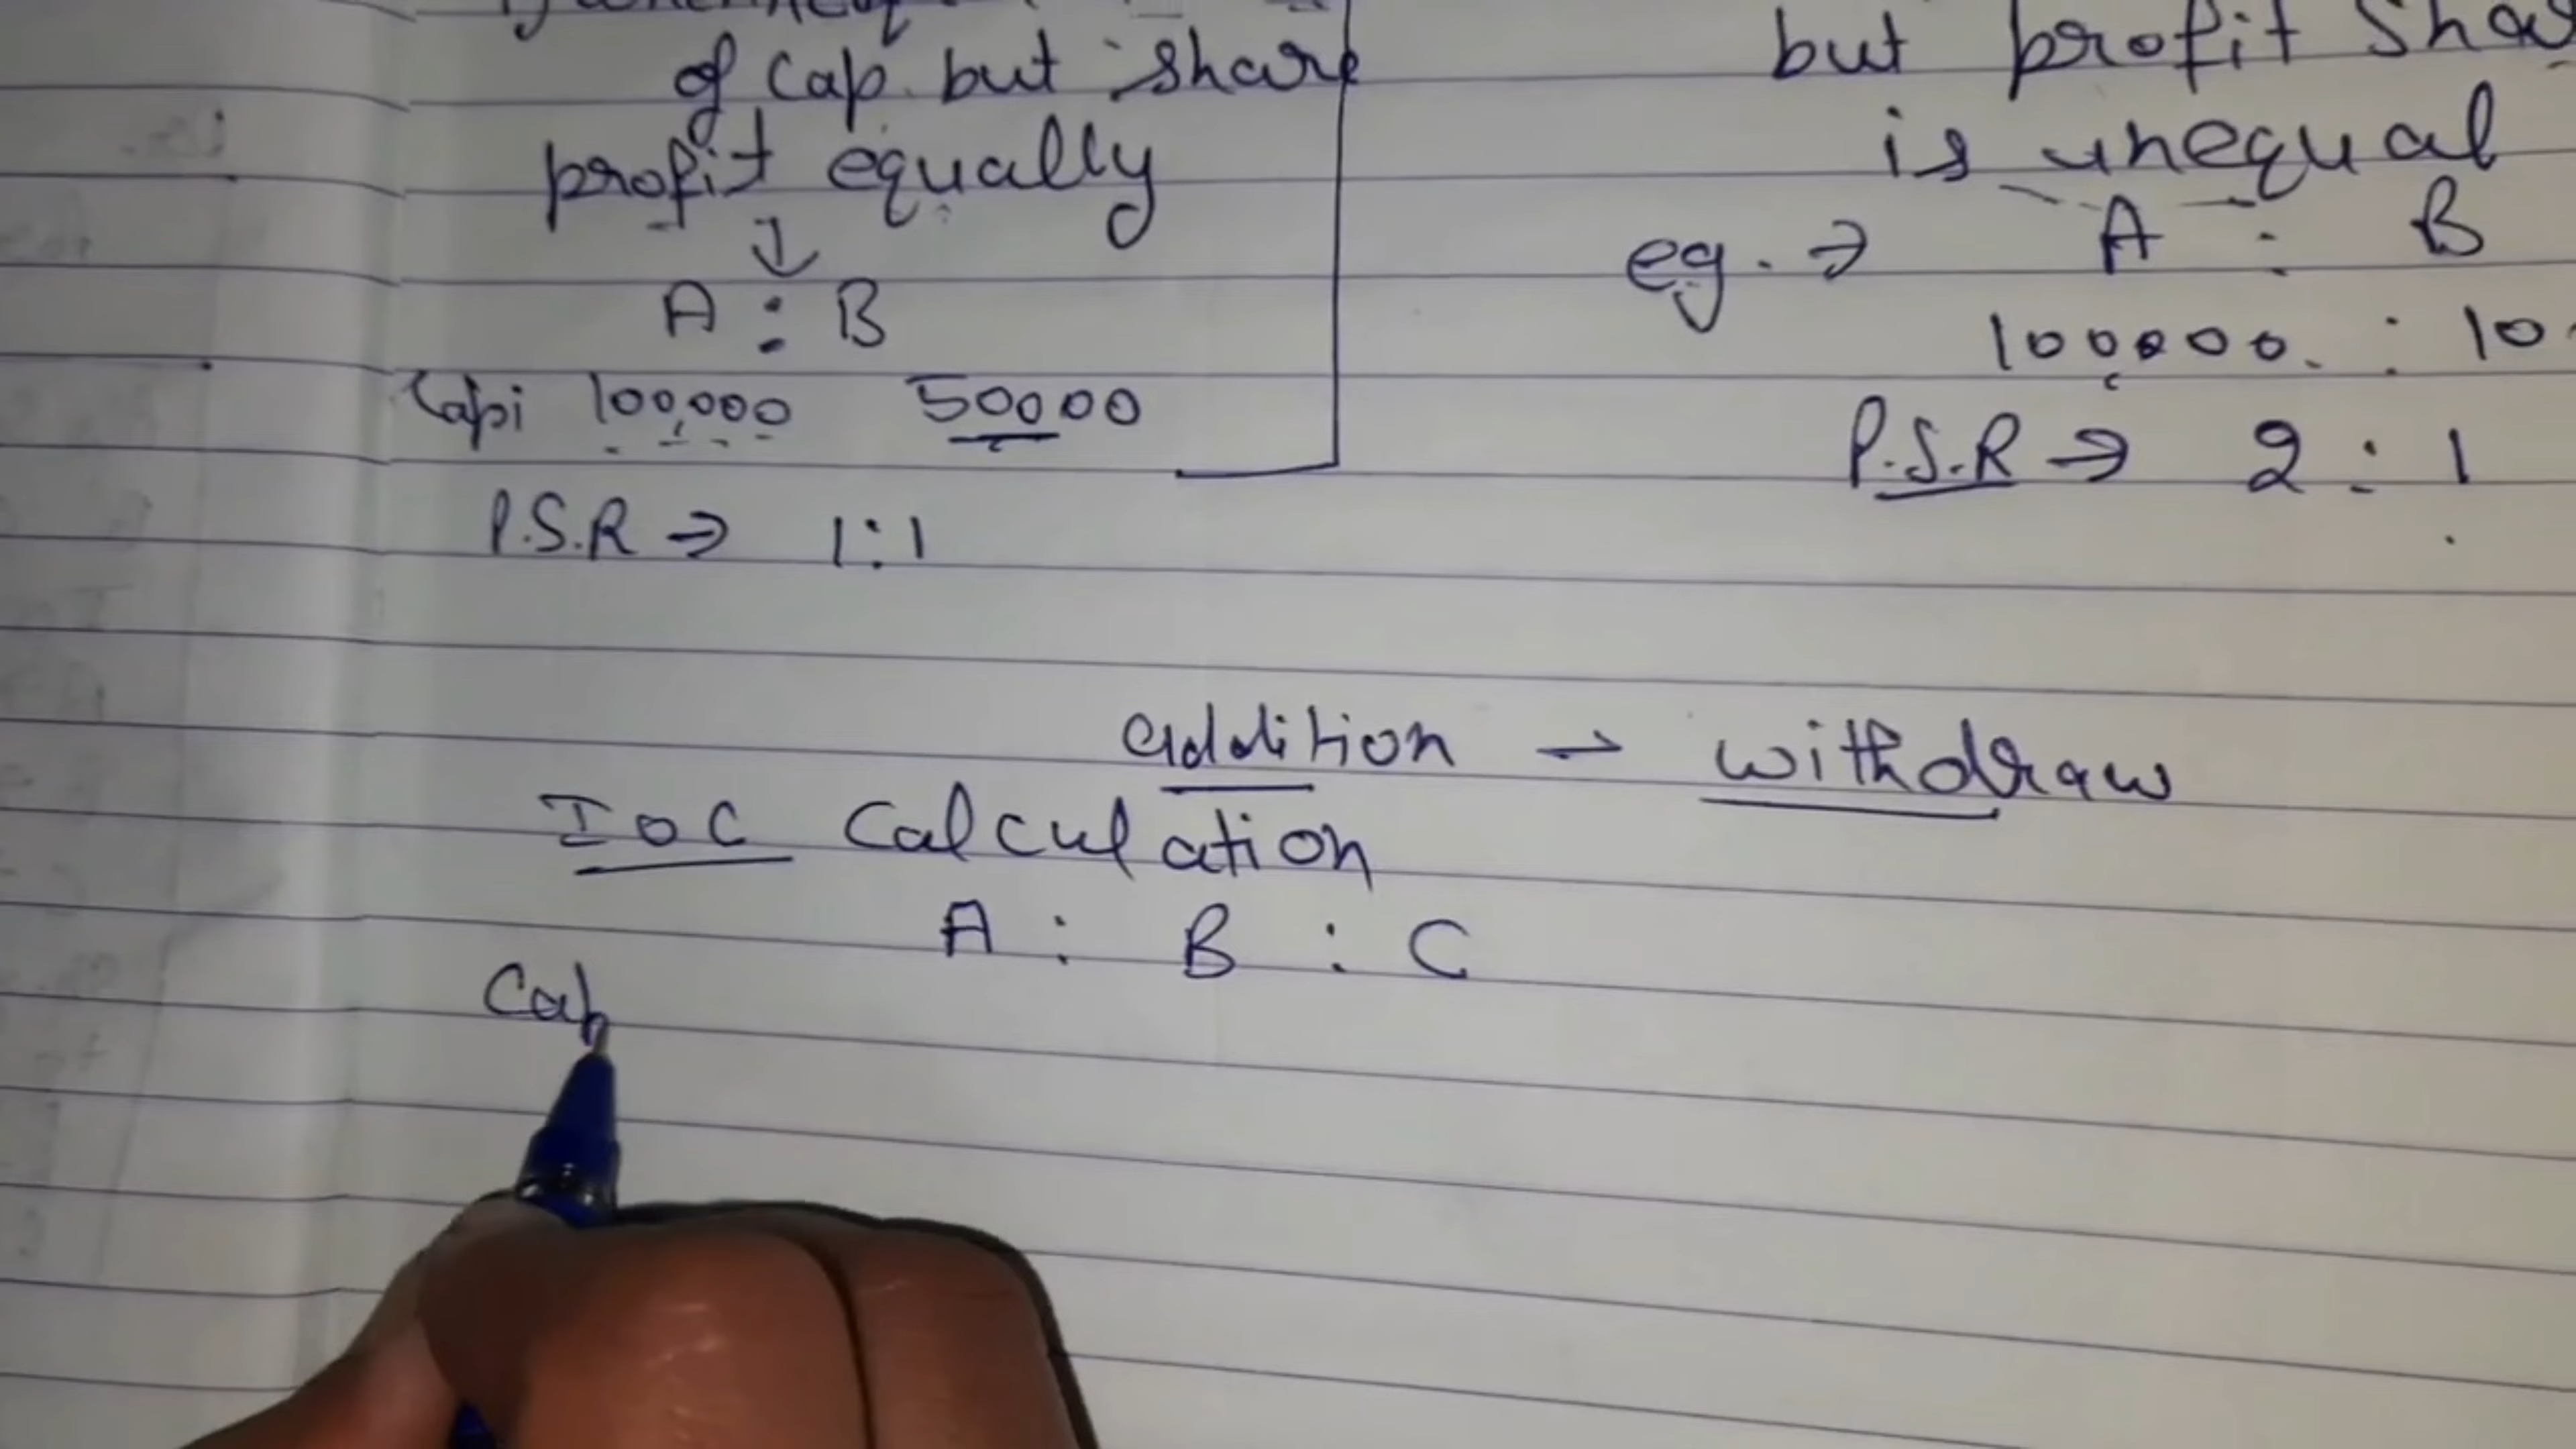 of Cap. but share
profit equally
↓
A : B
Capi 100,000 50000
P.S.R → 1:1
but profit
is unequal
eg. → A : B
100000. : 10
P.S.R → 2 : 1
addition - withdraw
IOC Calculation
A : B : C
Cap